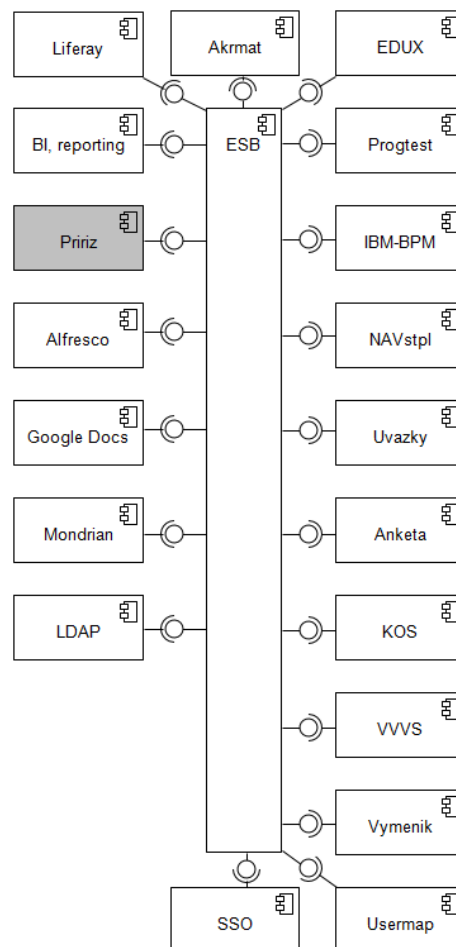 Liferay
Akrmat
EDUX
BI, reporting
ESB
Progtest
Pririz
IBM-BPM
Alfresco
NAVstpl
Google Docs
Uvazky
Mondrian
Anketa
LDAP
KOS
VVVS
Vymenik
SSO
Usermap